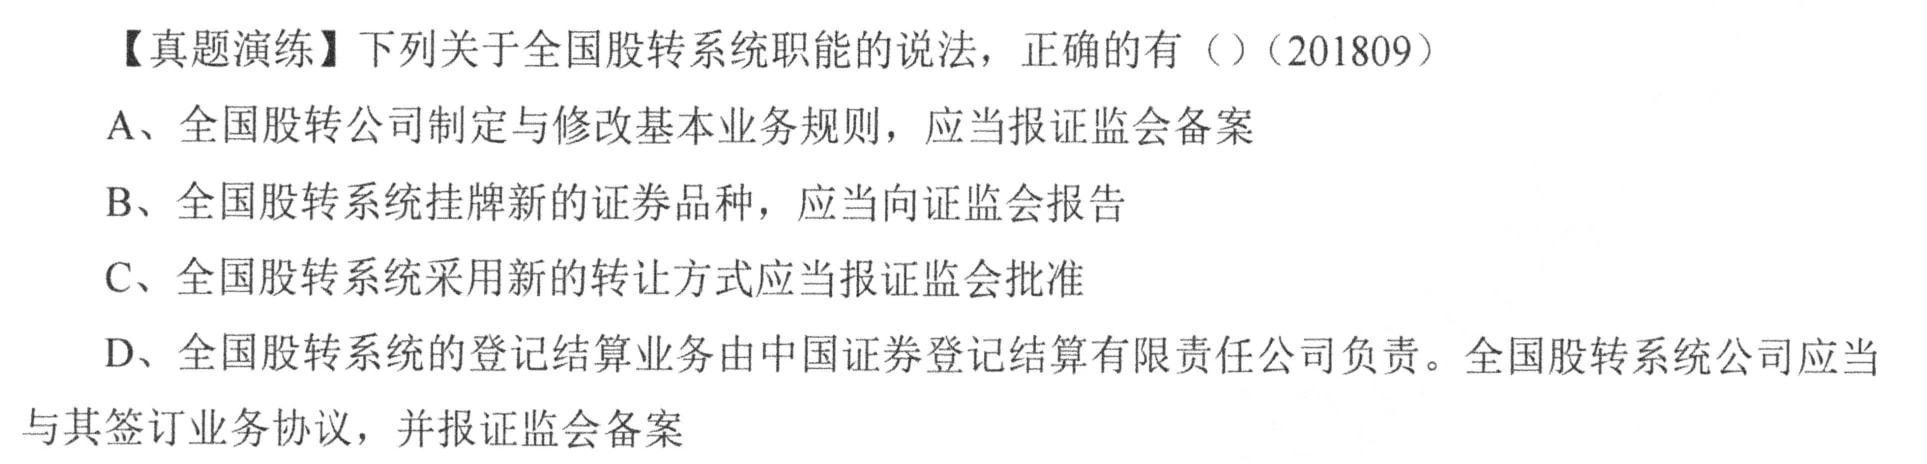 【真题演练】下列关于全国股转系统职能的说法，正确的有（）（201809）
A、全国股转公司制定与修改基本业务规则，应当报证监会备案
B、全国股转系统挂牌新的证券品种，应当向证监会报告
C、全国股转系统采用新的转让方式应当报证监会批准
D、全国股转系统的登记结算业务由中国证券登记结算有限责任公司负责。全国股转系统公司应当
与其签订业务协议，并报证监会备案